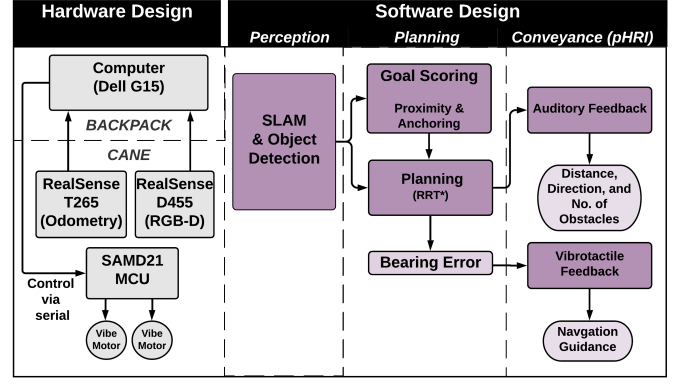 Hardware Design
Software Design
Perception
Planning
Conveyance (pHRI)
Computer
(Dell G15)
BACKPACK
CANE
RealSense
T265
(Odometry)
RealSense
D455
(RGB-D)
SAMD21
MCU
Control
via
serial
Vibe
Motor
Vibe
Motor
SLAM
& Object
Detection
Goal Scoring
Proximity &
Anchoring
Planning
(RRT*)
Bearing Error
Auditory Feedback
Distance,
Direction, and
No. of
Obstacles
Vibrotactile
Feedback
Navgation
Guidance